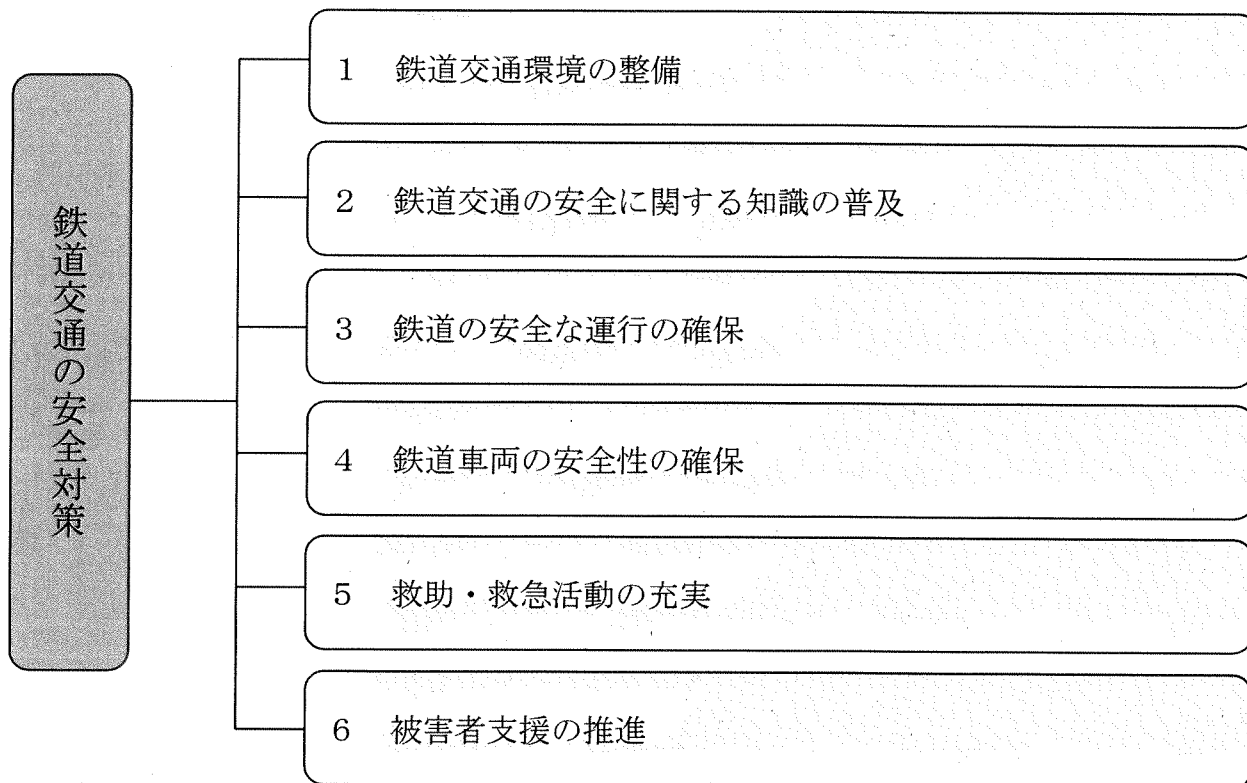 鉄道交通の安全対策
1 鉄道交通環境の整備
2 鉄道交通の安全に関する知識の普及
3 鉄道の安全な運行の確保
4 鉄道車両の安全性の確保
5 救助・救急活動の充実
6 被害者支援の推進